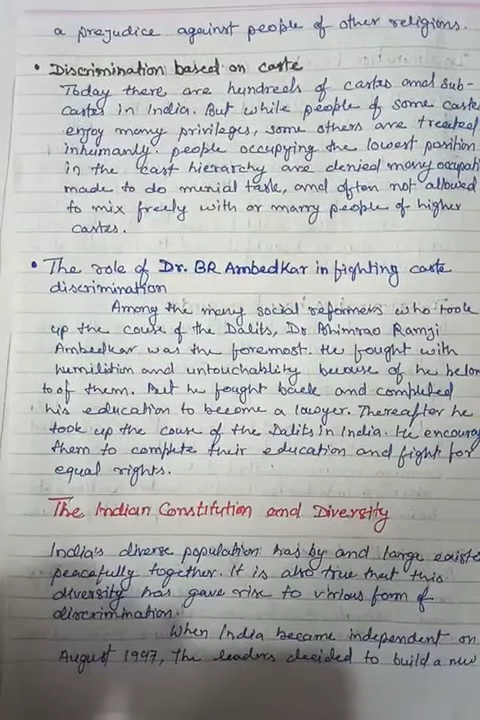 a prejudice against people of other religions.
• Discrimination based on caste
Today there are hundreds of castes and sub-
castes in India. But while people of some caste
enjoy many privileges, some others are treated
inhumanly. people occupying the lowest position
in the cast hierarchy are denied many occupat
made to do menial task, and often not allowed
to mix freely with or marry people of higher
castes.
• The role of Dr. BR Ambedkar in fighting caste
discrimination
Among the many social reformers who took
up the cause of the Dalits, Dr Bhimrao Ramji
Ambedkar was the foremost. He fought with
humilition and untouchablity because of he belon
to of them. But he fought back and completed
his education to become a lawyer. Thereafter he
took up the cause of the Dalits in India. He encourag
them to complete their education and fight for
equal rights.
The Indian Constitution and Diversity
India's diverse population has by and large existe
peacefully together. It is also true that this
diversity has gave rise to vbrious form of
discrimination.
When India became independent on
August 1947, The leaders decided to build a new